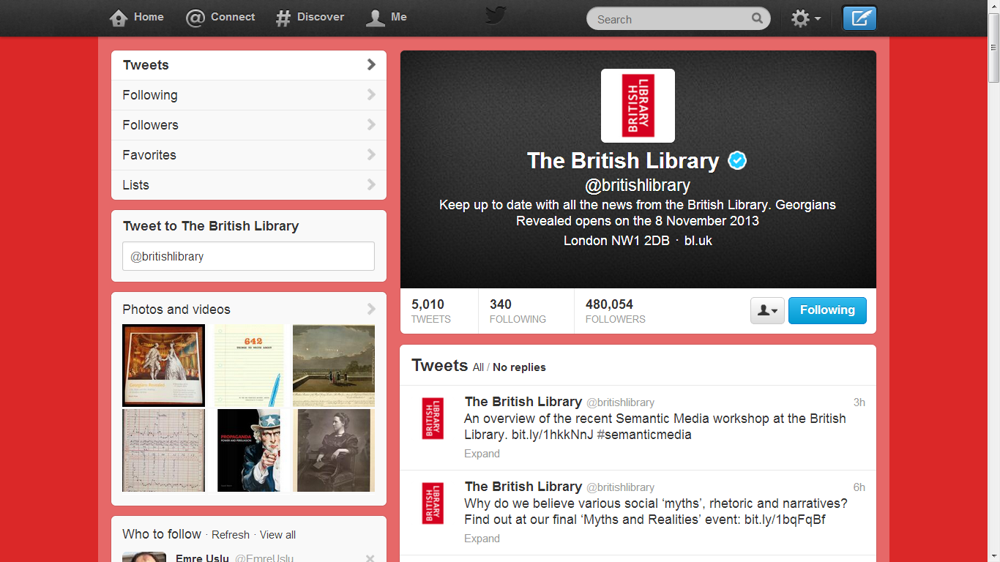 Home
Connect
Discover
Me
Search
Tweets
Following
Followers
Favorites
Lists
Tweet to The British Library
@britishlibrary
Photos and videos
642
THINGS TO WRITE ABOUT
Georgians Revealed
PROPAGANDA
POWER AND PERSUASION
Who to follow · Refresh · View all
Emre Uslu @EmreUslu
BRITISH
LIBRARY
The British Library
@britishlibrary
Keep up to date with all the news from the British Library. Georgians
Revealed opens on the 8 November 2013
London NW1 2DB · bl.uk
5,010
TWEETS
340
FOLLOWING
480,054
FOLLOWERS
Following
Tweets All / No replies
BRITISH
LIBRARY
The British Library @britishlibrary 3h
An overview of the recent Semantic Media workshop at the British
Library. bit.ly/1hkkNnJ #semanticmedia
Expand
BRITISH
LIBRARY
The British Library @britishlibrary 6h
Why do we believe various social ‘myths’, rhetoric and narratives?
Find out at our final ‘Myths and Realities’ event: bit.ly/1bqFqBf
Expand